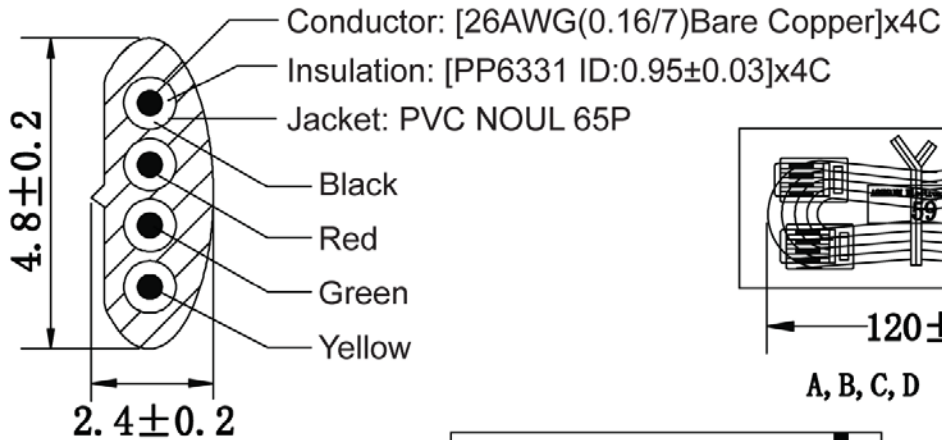 Conductor: [26AWG(0.16/7)Bare Copper]x4C
Insulation: [PP6331 ID:0.95±0.03]x4C
Jacket: PVC NOUL 65P
Black
Red
Green
Yellow
4.8±0.2
2.4±0.2
59
120±
A, B, C, D